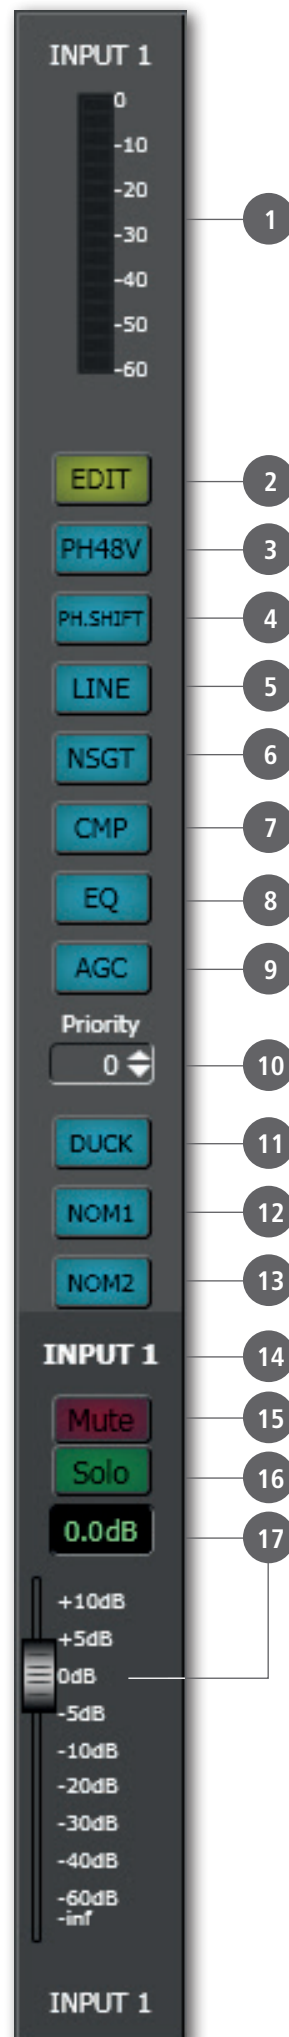 INPUT 1
0
-10
-20
-30
1
-40
-50
-60
EDIT 2
PH48V 3
PH.SHIFT 4
LINE 5
NSGT 6
CMP 7
EQ 8
AGC 9
Priority
0 10
DUCK 11
NOM1 12
NOM2 13
INPUT 1 14
Mute 15
Solo 16
0.0dB 17
+10dB
+5dB
0dB
-5dB
-10dB
-20dB
-30dB
-40dB
-60dB
-inf
INPUT 1